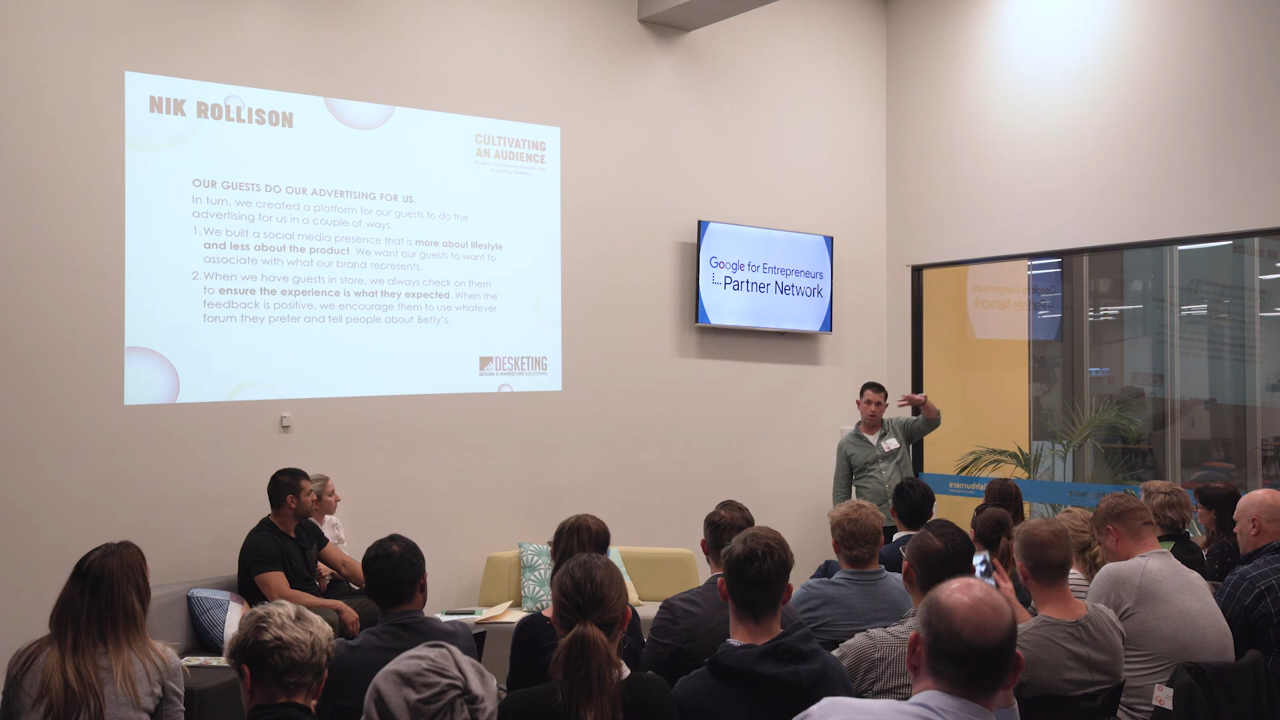 NIK ROLLISON
CULTIVATING
AN AUDIENCE
OUR GUESTS DO OUR ADVERTISING FOR US.
In turn, we created a platform for our guests to do the
advertising for us in a couple of ways.
1. We built a social media presence that is more about lifestyle
and less about the product. We want our guests to want to
associate with what our brand represents.
2. When we have guests in store, we always check on them
to ensure the experience is what they expected. When the
feedback is positive, we encourage them to use whatever
forum they prefer and tell people about Betty's.
DESKETING
DESIGN & MARKETING SOLUTIONS
Google for Entrepreneurs
Partner Network